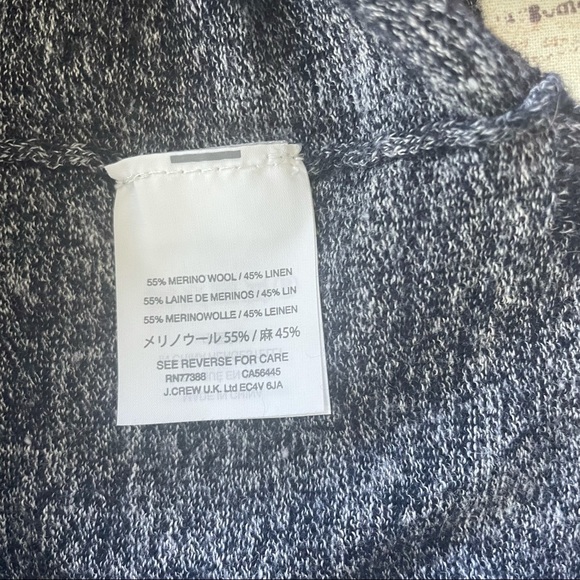 55% MERINO WOOL / 45% LINEN
55% LAINE DE MERINOS / 45% LIN
55% MERINOWOLLE / 45% LEINEN
メリノウール 55% / 麻 45%
SEE REVERSE FOR CARE
RN77388 CA56445
J.CREW U.K. Ltd EC4V 6JA